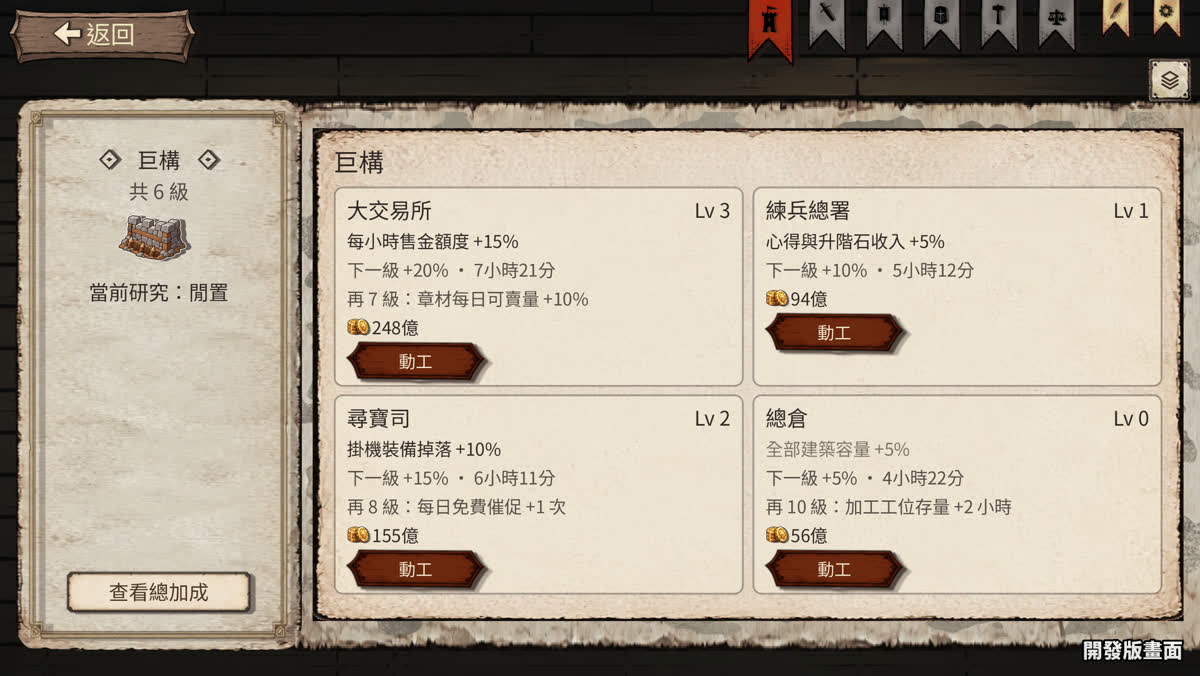 返回
巨構
共 6 級
當前研究：閒置
查看總加成
巨構
大交易所 Lv 3
每小時售金額度 +15%
下一級 +20% · 7小時21分
再 7 級：章材每日可賣量 +10%
248億
動工
練兵總署 Lv 1
心得與升階石收入 +5%
下一級 +10% · 5小時12分
94億
動工
尋寶司 Lv 2
掛機裝備掉落 +10%
下一級 +15% · 6小時11分
再 8 級：每日免費催促 +1 次
155億
動工
總倉 Lv 0
全部建築容量 +5%
下一級 +5% · 4小時22分
再 10 級：加工工位存量 +2 小時
56億
動工
開發版畫面